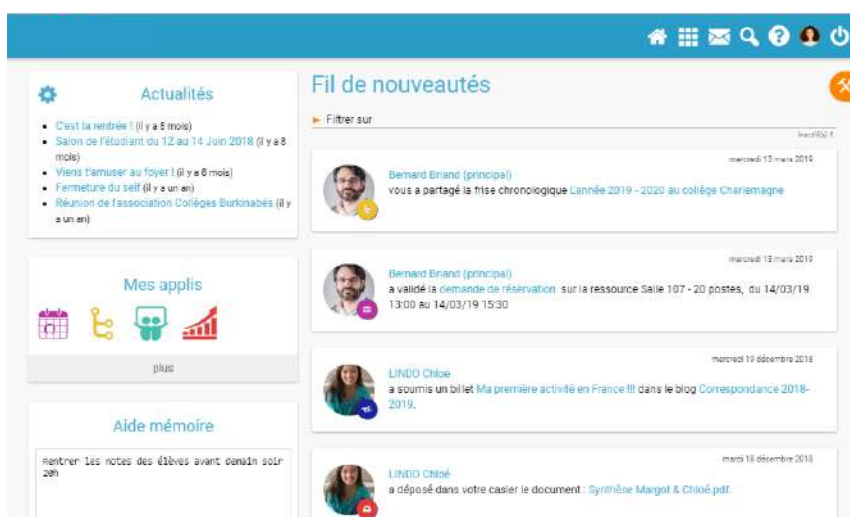 Actualités
C'est la rentrée ! (il y a 8 mois)
Salon de l'étudiant du 12 au 14 Juin 2018 (il y a 8
mois)
Viens t'amuser au foyer ! (il y a 8 mois)
Fermeture du self (il y a un an)
Réunion de l'association Collèges Burkinabés (il y
a un an)
Mes applis
plus
Aide mémoire
Rentrer les notes des élèves avant demain soir
20h
Fil de nouveautés
Filtrer sur
mercredi 13 mars 2019
Bernard Briand (principal)
vous a partagé la frise chronologique L'année 2019 - 2020 au collège Charlemagne
mercredi 13 mars 2019
Bernard Briand (principal)
a validé la demande de réservation sur la ressource Salle 107 - 20 postes, du 14/03/19
13:00 au 14/03/19 15:30
mercredi 19 décembre 2018
LINDO Chloé
a soumis un billet Ma première activité en France !!! dans le blog Correspondance 2018-
2019.
mardi 18 décembre 2018
LINDO Chloé
a déposé dans votre casier le document : Synthèse Margot & Chloé.pdf.